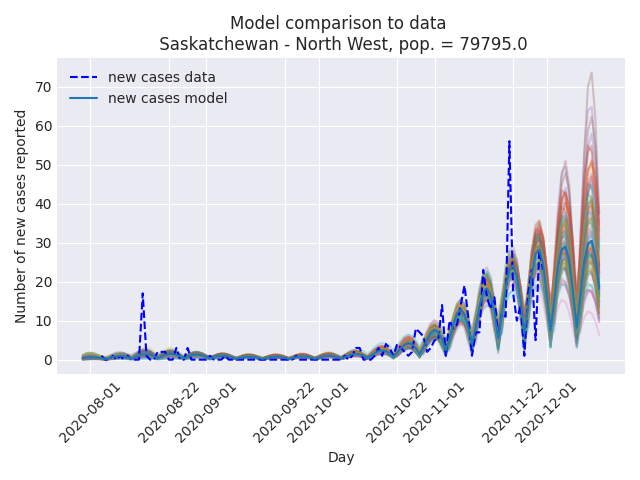 Model comparison to data
Saskatchewan - North West, pop. = 79795.0
new cases data
new cases model
Number of new cases reported
70
60
50
40
30
20
10
0
2020-08-01
2020-08-22
2020-09-01
2020-09-22
2020-10-01
2020-10-22
2020-11-01
2020-11-22
2020-12-01
Day